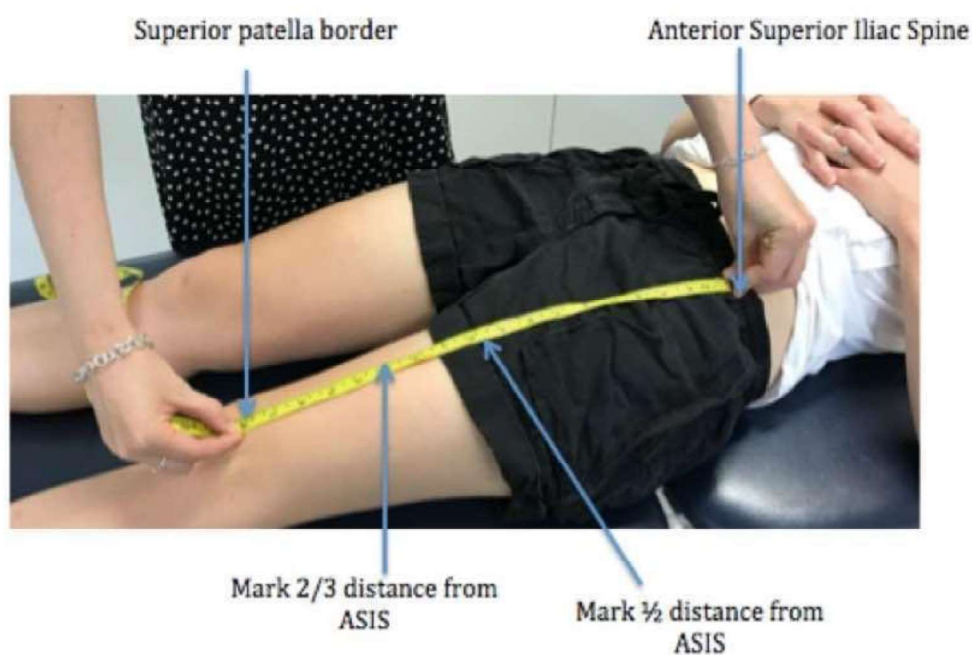 Superior patella border
Anterior Superior Iliac Spine
Mark 2/3 distance from
ASIS
Mark ½ distance from
ASIS